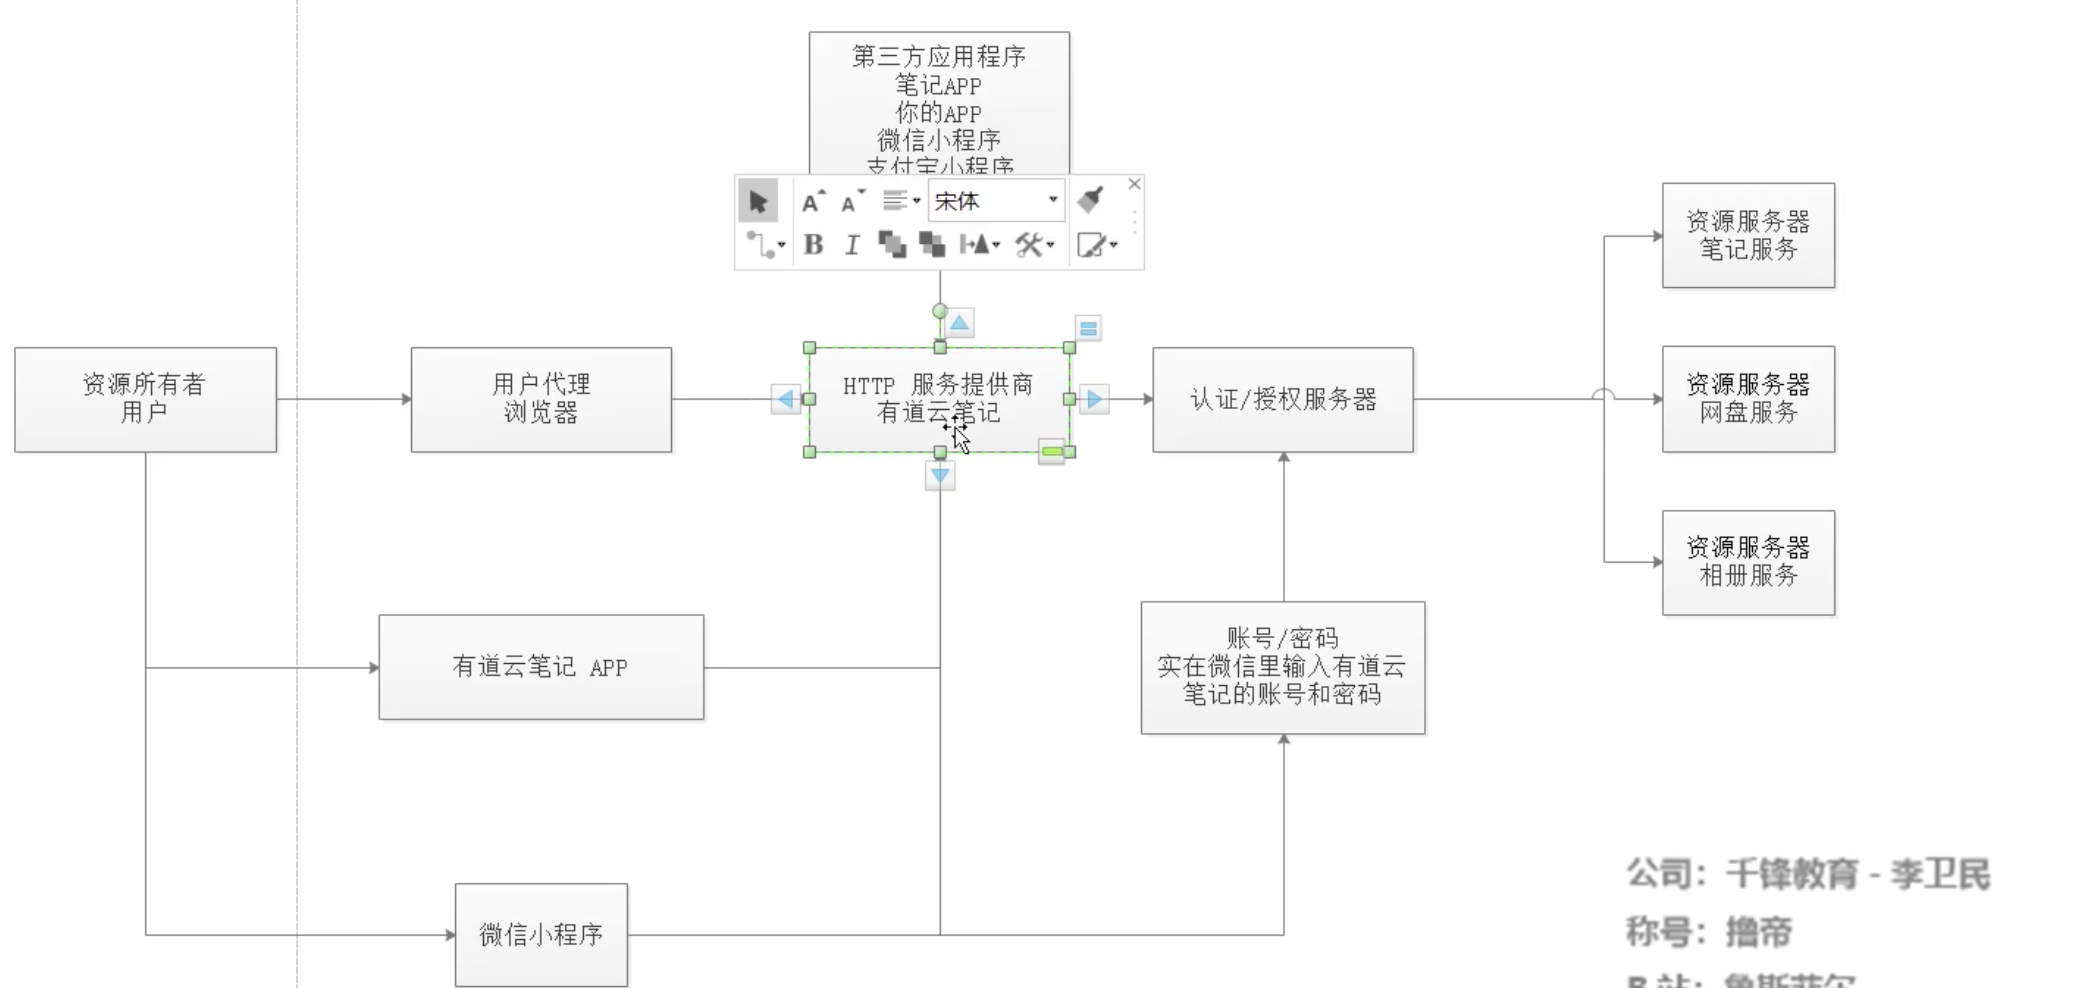 第三方应用程序
笔记APP
你的APP
微信小程序
支付宝小程序
宋体
B
I
资源所有者
用户
用户代理
浏览器
HTTP 服务提供商
有道云笔记
认证/授权服务器
资源服务器
笔记服务
资源服务器
网盘服务
资源服务器
相册服务
有道云笔记 APP
账号/密码
实在微信里输入有道云
笔记的账号和密码
微信小程序
公司：千锋教育 - 李卫民
称号：撸帝
B 站：鲁斯菲尔